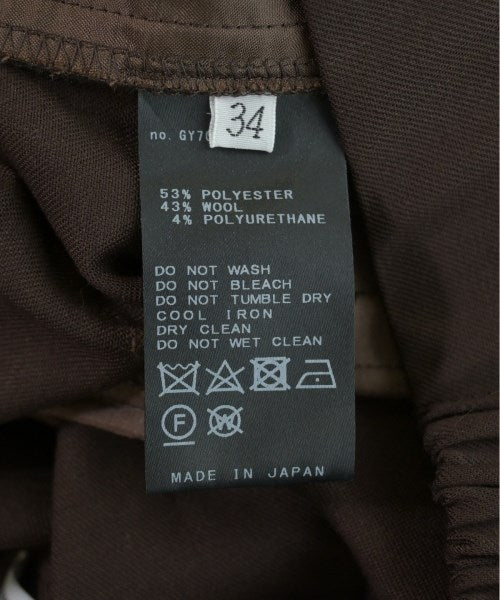 34
no. GY70
53% POLYESTER
43% WOOL
4% POLYURETHANE
DO NOT WASH
DO NOT BLEACH
DO NOT TUMBLE DRY
COOL IRON
DRY CLEAN
DO NOT WET CLEAN
F W
MADE IN JAPAN